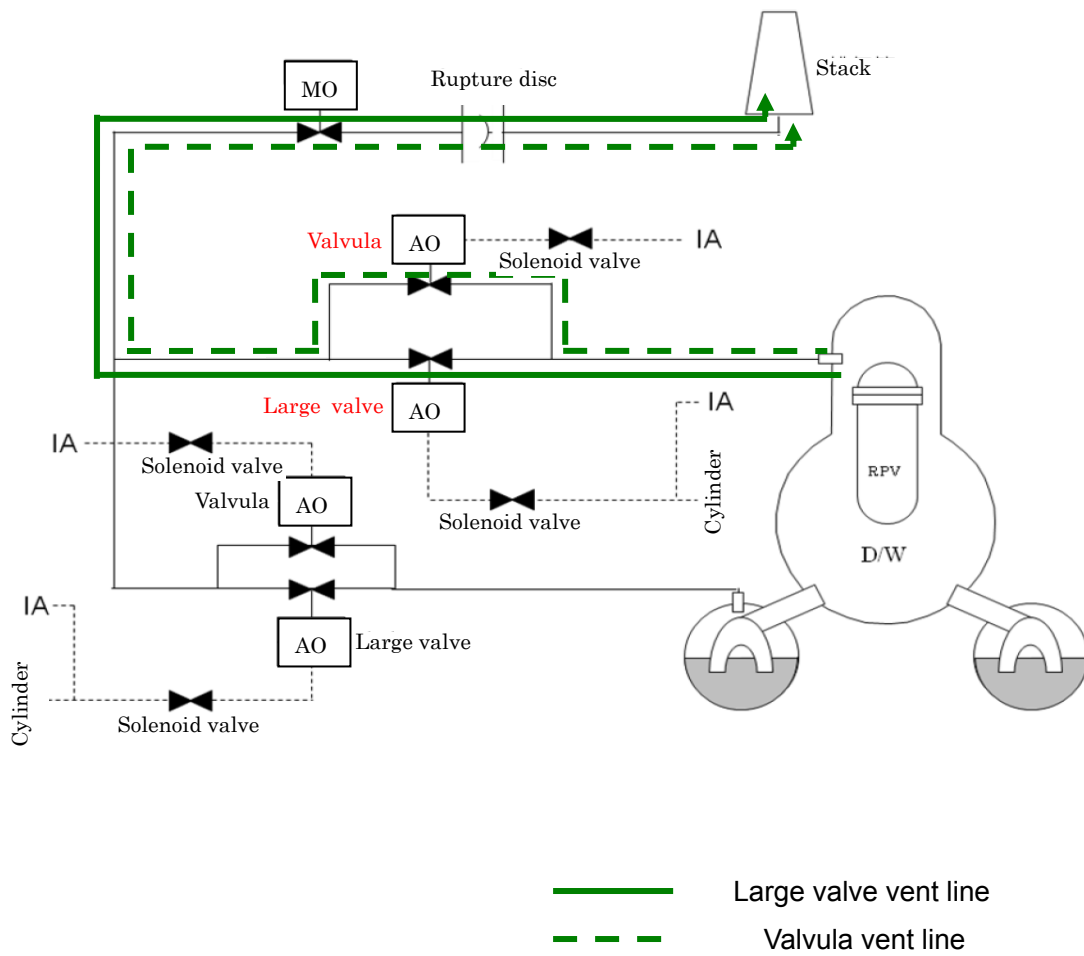 Stack
Rupture disc
MO
Valvula
AO
Solenoid valve
IA
Large valve
AO
IA
Solenoid valve
Cylinder
IA
Solenoid valve
Valvula
AO
RPV
D/W
IA
AO
Large valve
Solenoid valve
Cylinder
Large valve vent line
Valvula vent line